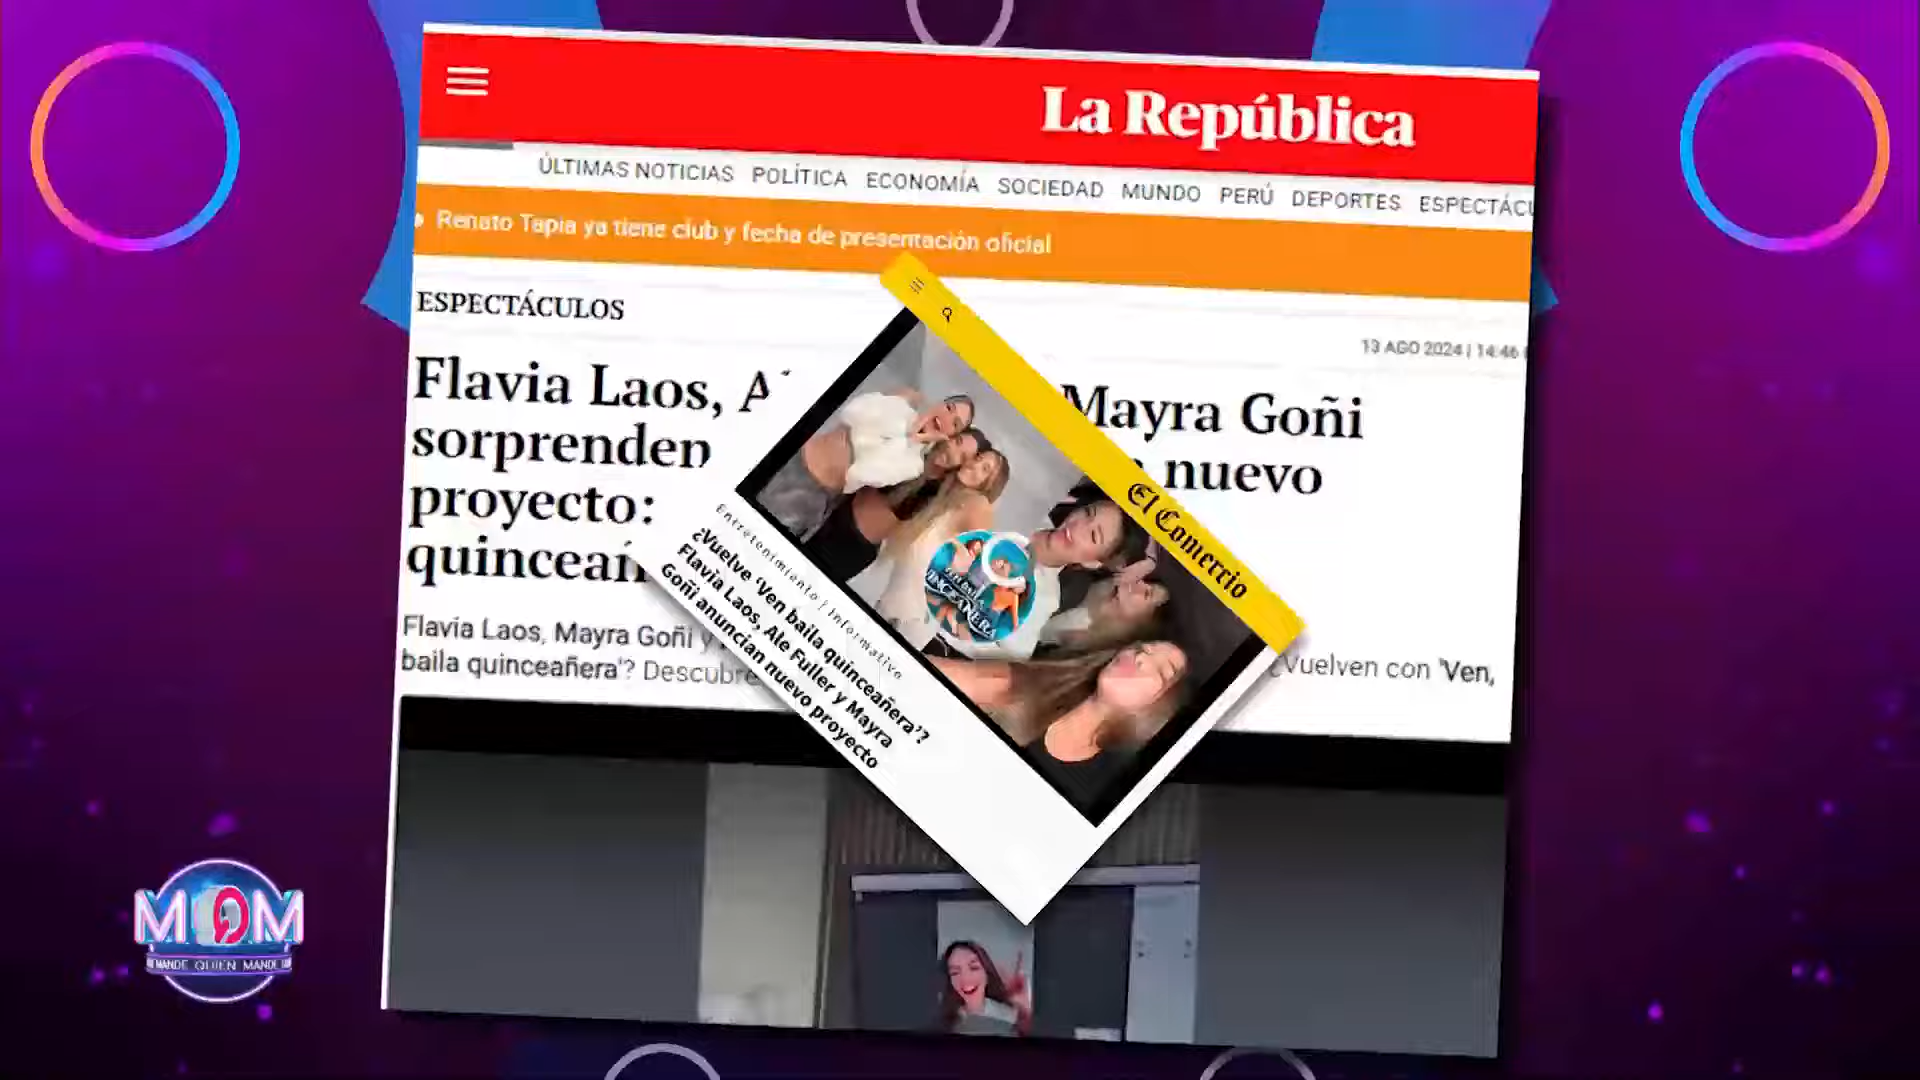 La República
ÚLTIMAS NOTICIAS POLÍTICA ECONOMÍA SOCIEDAD MUNDO PERÚ DEPORTES ESPECTÁCU
Renato Tapia ya tiene club y fecha de presentación oficial
ESPECTÁCULOS
13 AGO 2024 | 14:46
Flavia Laos, Mayra Goñi
sorprenden nuevo
proyecto:
quinceañ
Flavia Laos, Mayra Goñi y ¿Vuelven con 'Ven,
baila quinceañera'? Descubre
El Comercio
Entretenimiento | Informativo
¿Vuelve 'Ven baila quinceañera'?
Flavia Laos, Ale Fuller y Mayra
Goñi anuncian nuevo proyecto
QUINCEAÑERA
MQM
MANDE QUIEN MANDE